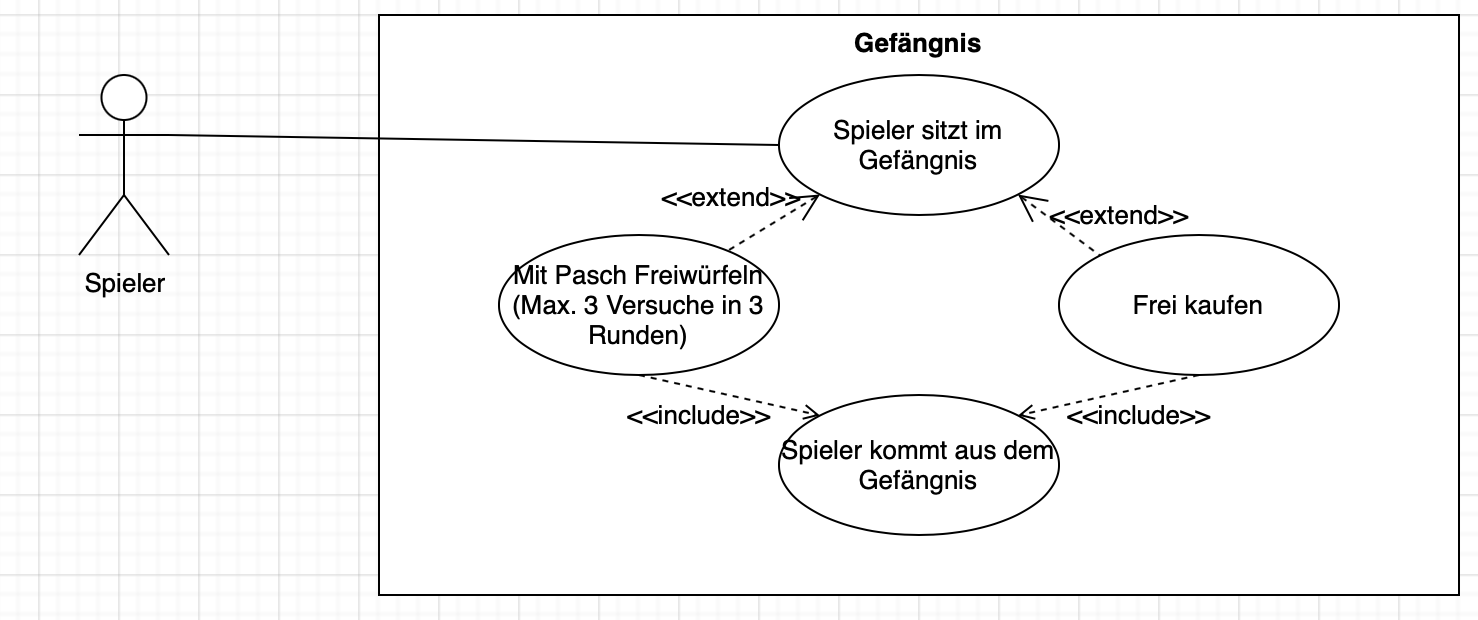 Gefängnis
Spieler sitzt im
Gefängnis
<<extend>>
<<extend>>
Spieler
Mit Pasch Freiwürfeln
(Max. 3 Versuche in 3
Runden)
Frei kaufen
<<include>>
<<include>>
Spieler kommt aus dem
Gefängnis